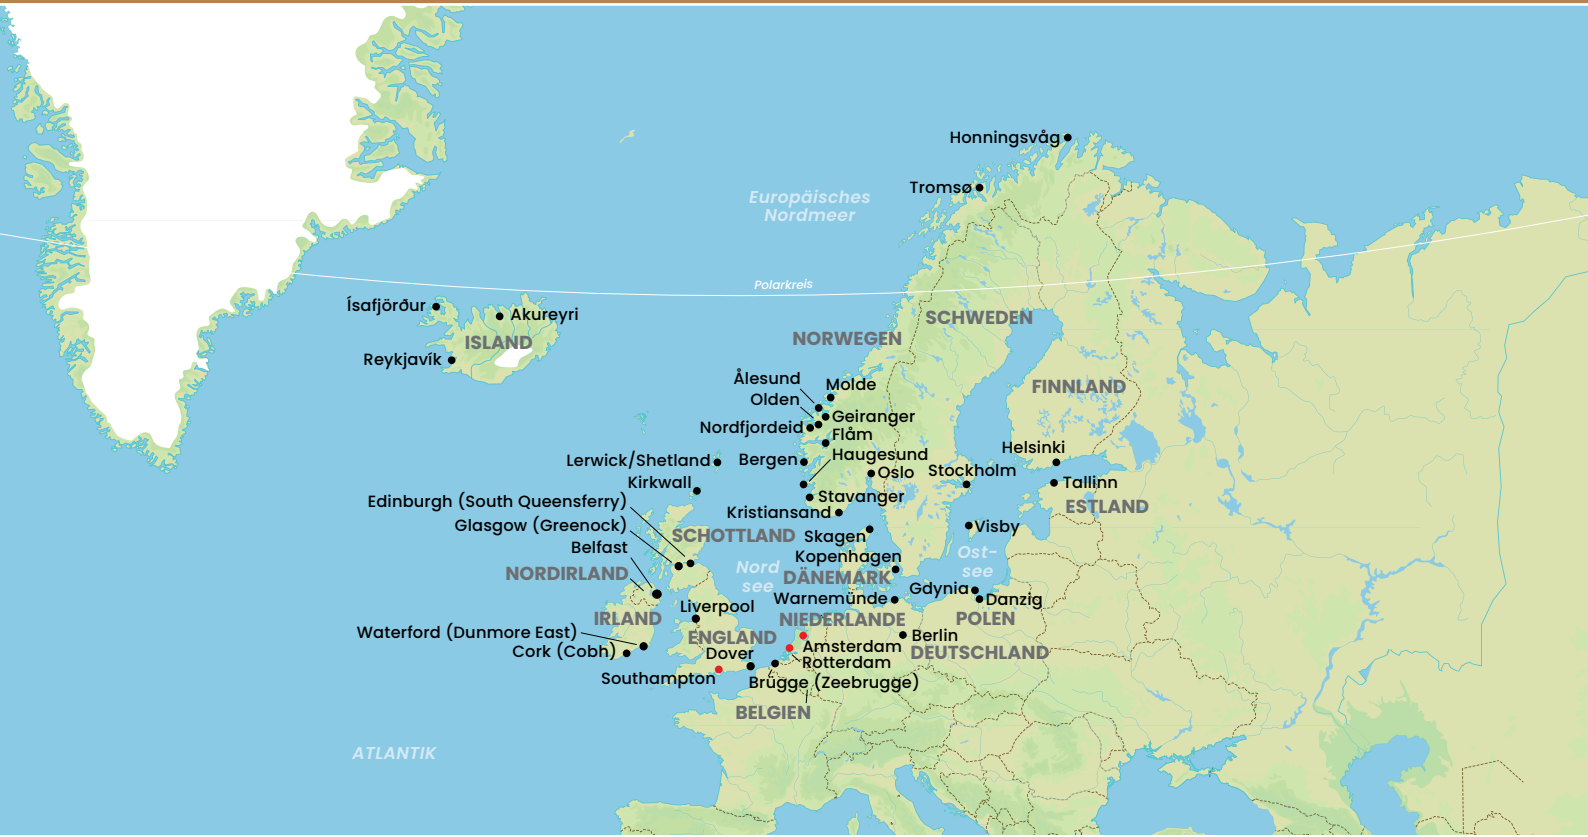 Honningsvåg
Tromsø
Europäisches
Nordmeer
Polarkreis
Ísafjörður
Akureyri
ISLAND
Reykjavík
SCHWEDEN
NORWEGEN
FINNLAND
Ålesund
Molde
Olden
Geiranger
Nordfjordeid
Flåm
Helsinki
Haugesund
Bergen
Lerwick/Shetland
Oslo
Stockholm
Kirkwall
Tallinn
Stavanger
Edinburgh (South Queensferry)
ESTLAND
Kristiansand
Glasgow (Greenock)
Visby
SCHOTTLAND
Skagen
Belfast
Kopenhagen
Ost-
see
Nord
see
NORDIRLAND
DÄNEMARK
Gdynia
Warnemünde
Danzig
Liverpool
IRLAND
NIEDERLANDE
POLEN
Waterford (Dunmore East)
ENGLAND
Berlin
Amsterdam
Cork (Cobh)
Dover
DEUTSCHLAND
Rotterdam
Southampton
Brügge (Zeebrugge)
BELGIEN
ATLANTIK